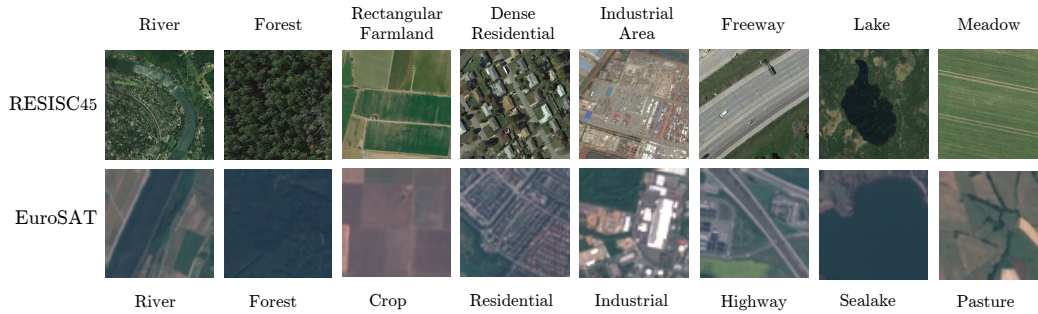 River
Forest
Rectangular
Farmland
Dense
Residential
Industrial
Area
Freeway
Lake
Meadow
RESISC45
EuroSAT
River
Forest
Crop
Residential
Industrial
Highway
Sealake
Pasture